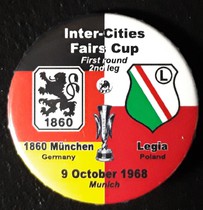 Inter-Cities
Fairs Cup
First round
2nd leg
L
1860
1860 München
Legia
Germany
Poland
9 October 1968
Munich